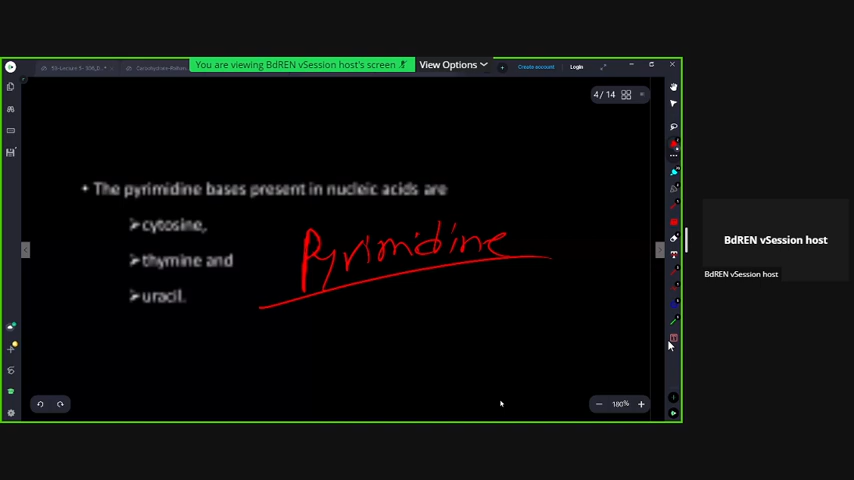 You are viewing BdREN vSession host's screen
View Options
Create account
Login
4 / 14
The pyrimidine bases present in nucleic acids are
cytosine,
thymine and
uracil.
Pyrimidine
180%
BdREN vSession host
BdREN vSession host